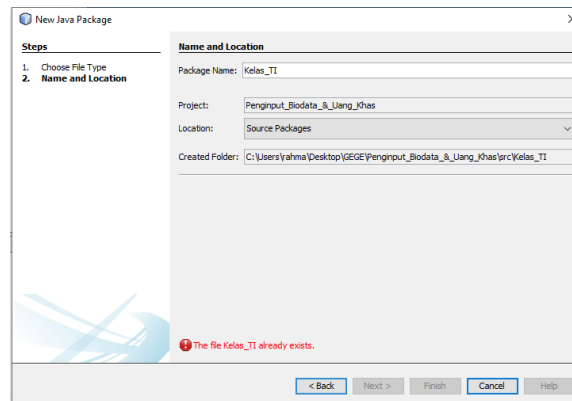 New Java Package
Steps
1. Choose File Type
2. Name and Location
Name and Location
Package Name: Kelas_TI
Project: Penginput_Biodata_&_Uang_Khas
Location: Source Packages
Created Folder: C:\Users\rahma\Desktop\GEGE\Penginput_Biodata_&_Uang_Khas\src\Kelas_TI
The file Kelas_TI already exists.
< Back Next > Finish Cancel Help